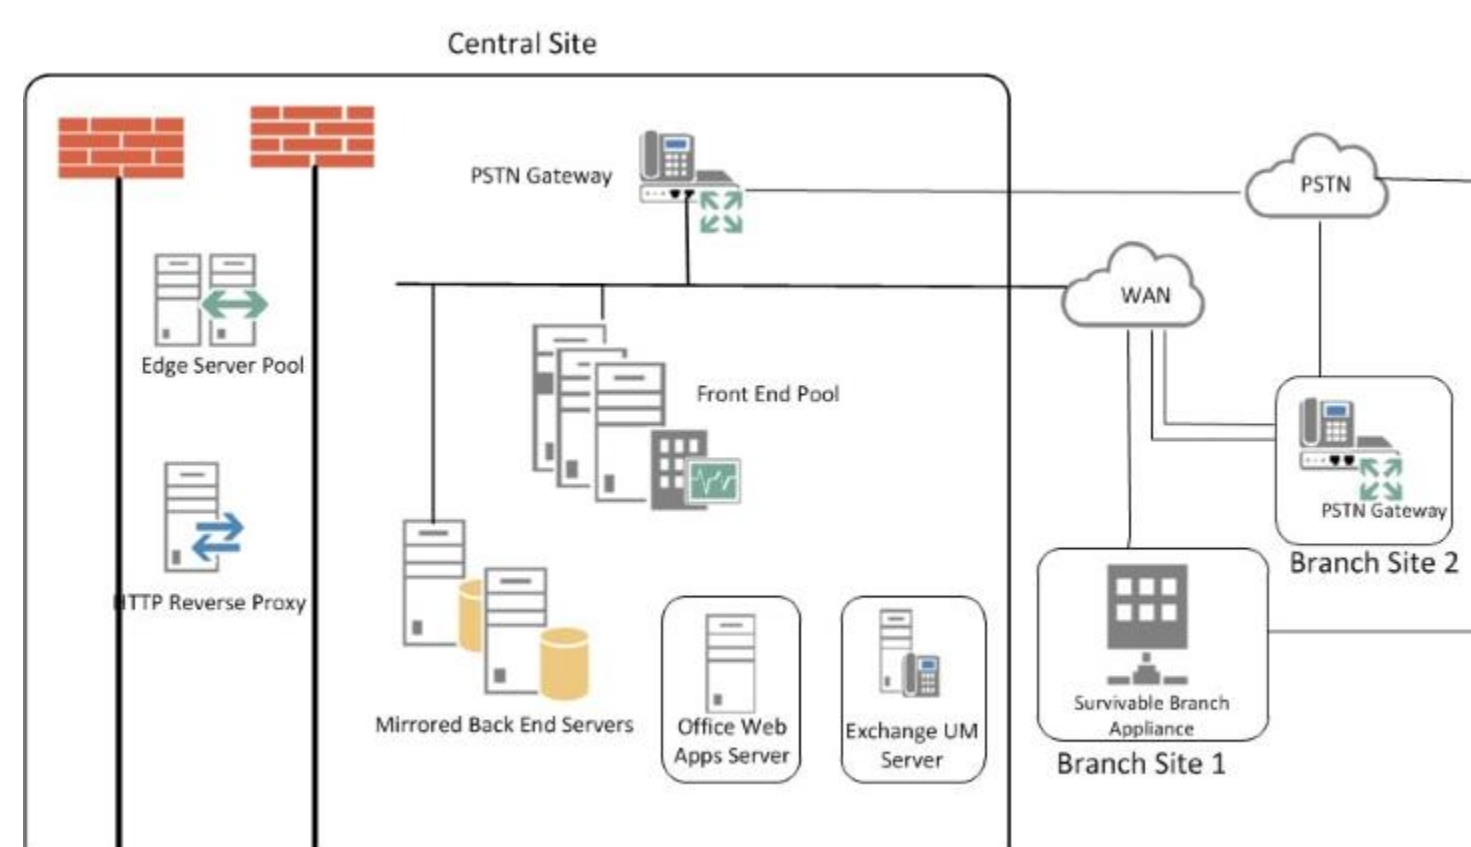 Central Site
PSTN Gateway
PSTN
WAN
Edge Server Pool
Front End Pool
PSTN Gateway
Branch Site 2
HTTP Reverse Proxy
Survivable Branch
Appliance
Branch Site 1
Mirrored Back End Servers
Office Web
Apps Server
Exchange UM
Server